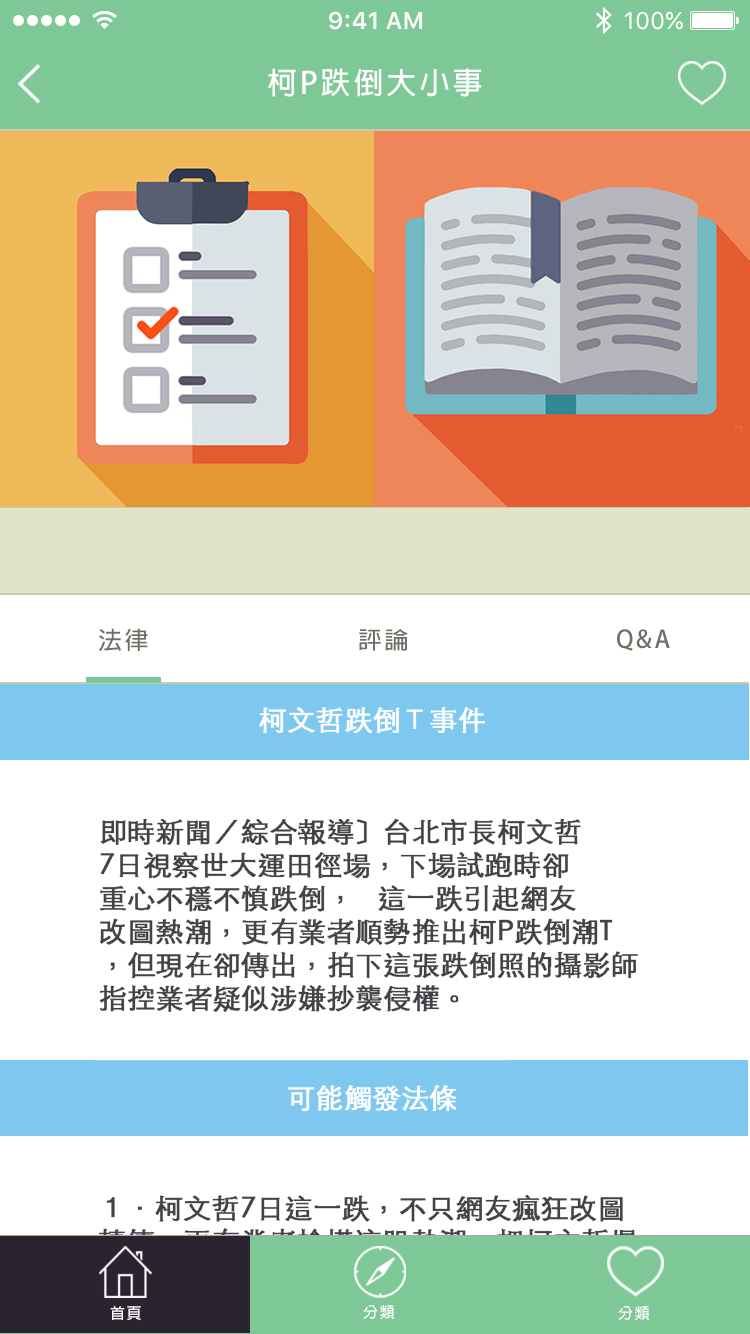 9:41 AM
100%
柯P跌倒大小事
法律
評論
Q&A
柯文哲跌倒T事件
即時新聞／綜合報導〕台北市長柯文哲
7日視察世大運田徑場，下場試跑時卻
重心不穩不慎跌倒， 這一跌引起網友
改圖熱潮，更有業者順勢推出柯P跌倒潮T
，但現在卻傳出，拍下這張跌倒照的攝影師
指控業者疑似涉嫌抄襲侵權。
可能觸發法條
1．柯文哲7日這一跌，不只網友瘋狂改圖
首頁
分類
分類